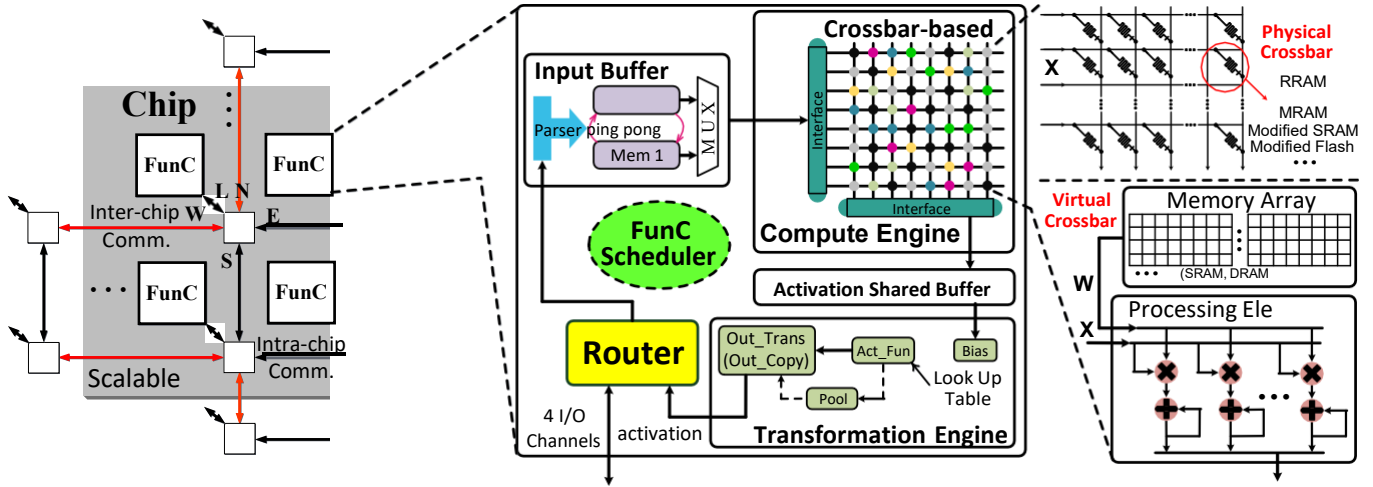 Chip
FunC
FunC
L N
W
E
Inter-chip
Comm.
S
• • •
FunC
FunC
Intra-chip
Comm.
Scalable
Input Buffer
Parser
ping pong
Mem 1
MUX
FunC
Scheduler
Router
4 I/O
Channels
activation
Crossbar-based
Interface
Interface
Compute Engine
Activation Shared Buffer
Out_Trans
(Out_Copy)
Act_Fun
Bias
Pool
Look Up
Table
Transformation Engine
Physical
Crossbar
X
RRAM
MRAM
Modified SRAM
Modified Flash
• • •
Virtual
Crossbar
Memory Array
• • • (SRAM, DRAM
W
Processing Ele
X